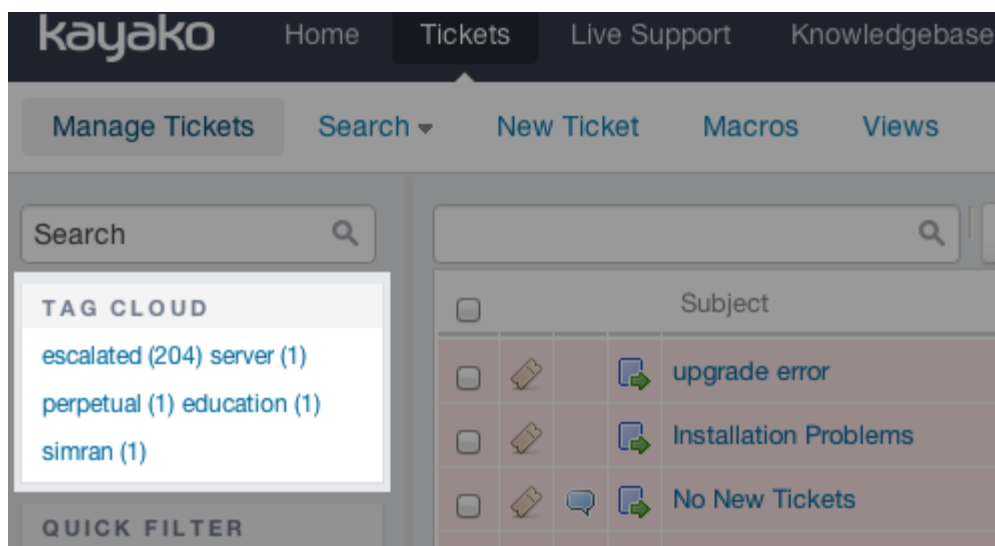 kayako Home Tickets Live Support Knowledgebase
Manage Tickets Search New Ticket Macros Views
Search
TAG CLOUD
escalated (204) server (1)
perpetual (1) education (1)
simran (1)
QUICK FILTER
Subject
upgrade error
Installation Problems
No New Tickets